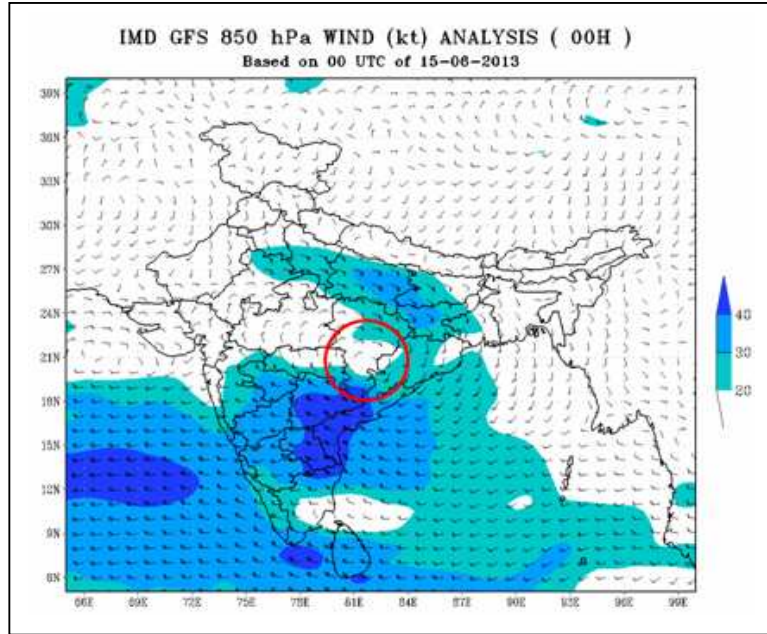 IMD GFS 850 hPa WIND (kt) ANALYSIS ( 00H )
Based on 00 UTC of 15-06-2013
39N
36N
33N
30N
27N
24N
21N
18N
15N
12N
9N
6N
40
30
20
66E 69E 72E 75E 78E 81E 84E 87E 90E 93E 96E 99E